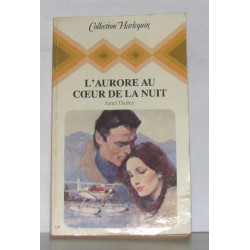 Collection Harlequin
L'AURORE AU
CŒUR DE LA NUIT
Janet Dailey